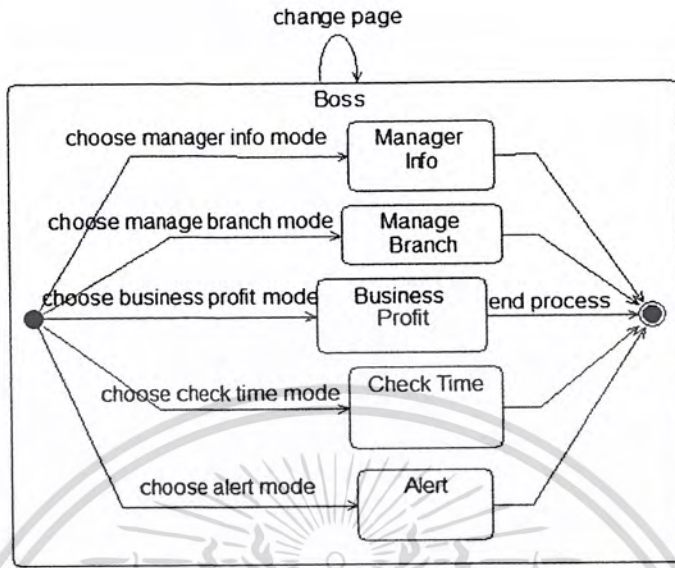 change page
Boss
choose manager info mode
Manager
Info
choose manage branch mode
Manage
Branch
choose business profit mode
Business
Profit
end process
choose check time mode
Check Time
choose alert mode
Alert